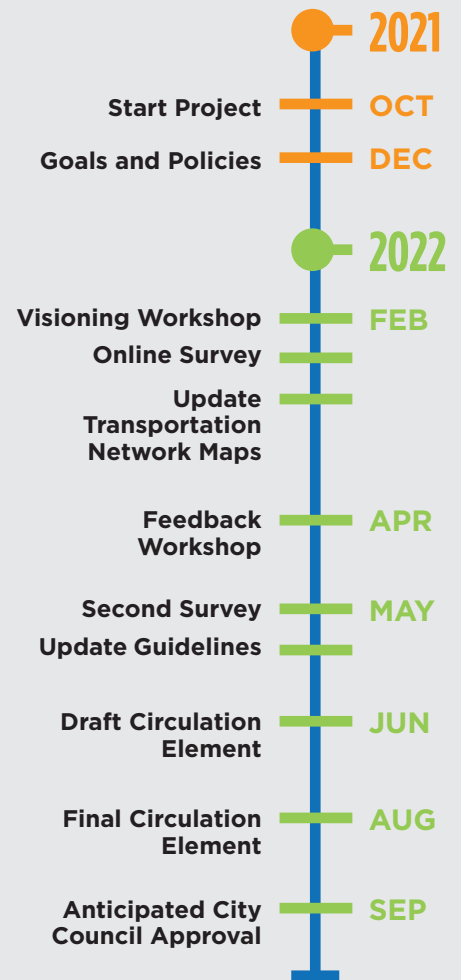 2021
Start Project OCT
Goals and Policies DEC
2022
Visioning Workshop FEB
Online Survey
Update
Transportation
Network Maps
Feedback APR
Workshop
Second Survey MAY
Update Guidelines
Draft Circulation JUN
Element
Final Circulation AUG
Element
Anticipated City SEP
Council Approval